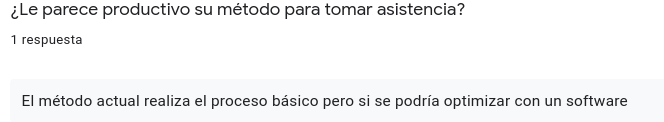 ¿Le parece productivo su método para tomar asistencia?
1 respuesta
El método actual realiza el proceso básico pero si se podría optimizar con un software